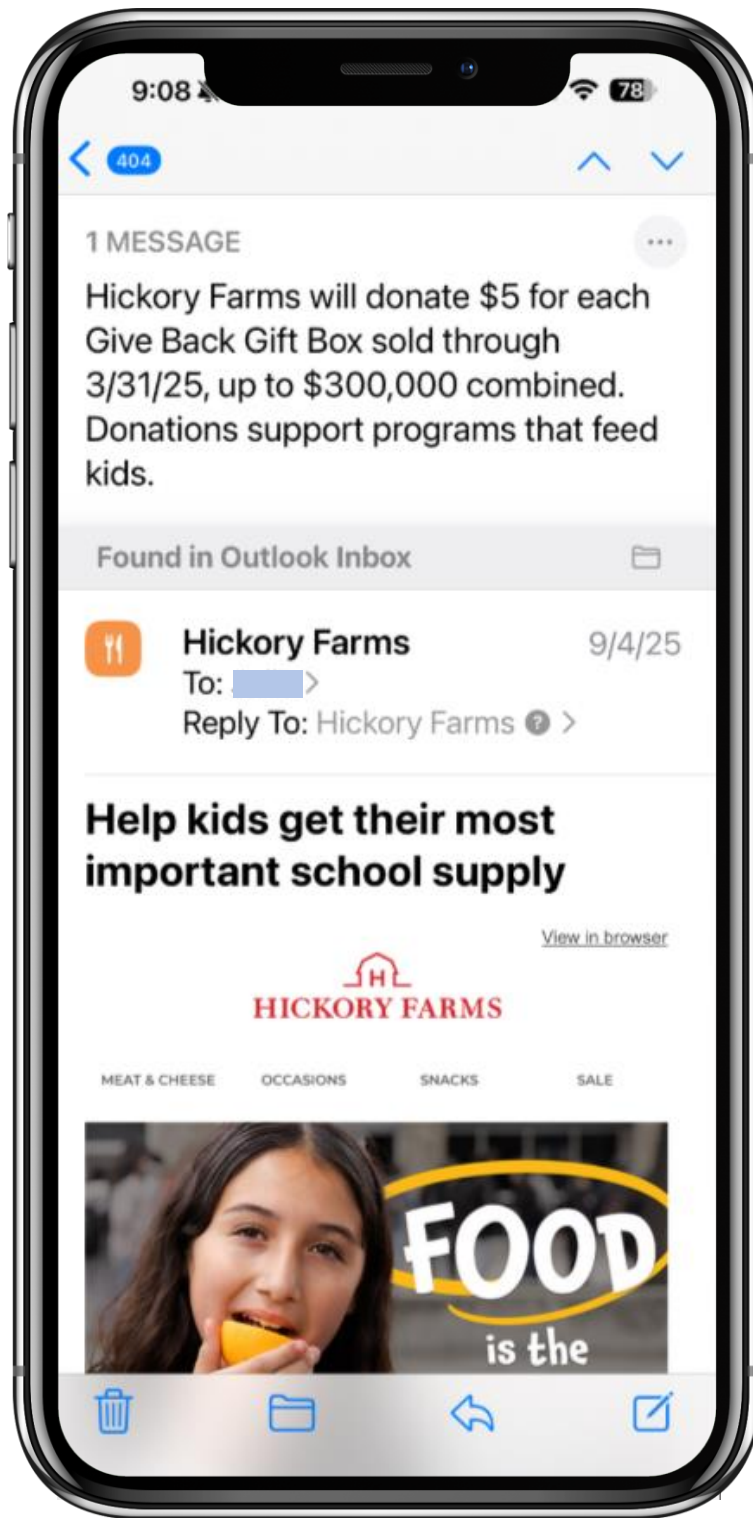 9:08
78
404
1 MESSAGE
Hickory Farms will donate $5 for each
Give Back Gift Box sold through
3/31/25, up to $300,000 combined.
Donations support programs that feed
kids.
Found in Outlook Inbox
Hickory Farms
9/4/25
To:
Reply To: Hickory Farms ?
Help kids get their most
important school supply
View in browser
H
HICKORY FARMS
MEAT & CHEESE OCCASIONS SNACKS SALE
FOOD
is the